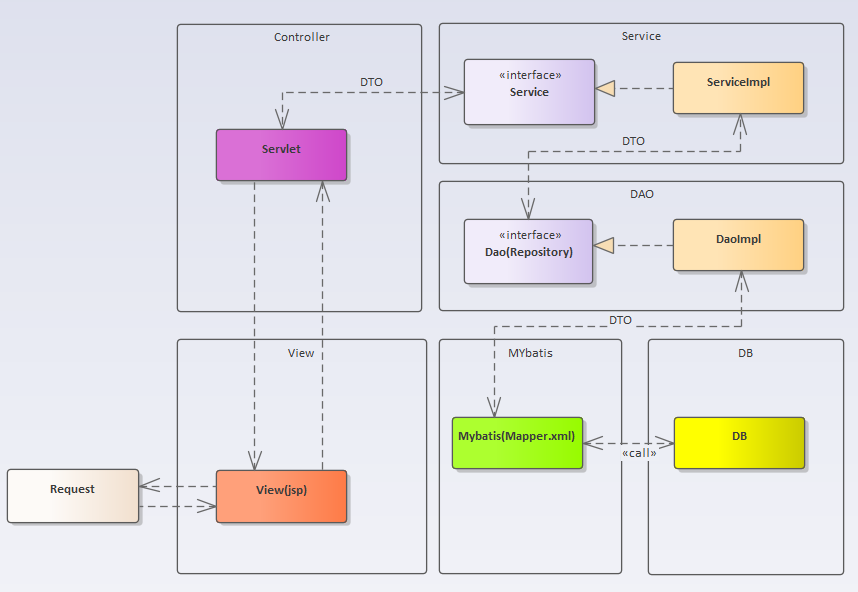 Controller
Service
DTO
«interface»
Service
ServiceImpl
Servlet
DTO
DAO
«interface»
Dao(Repository)
DaoImpl
DTO
View
MYbatis
DB
Mybatis(Mapper.xml)
DB
«call»
Request
View(jsp)